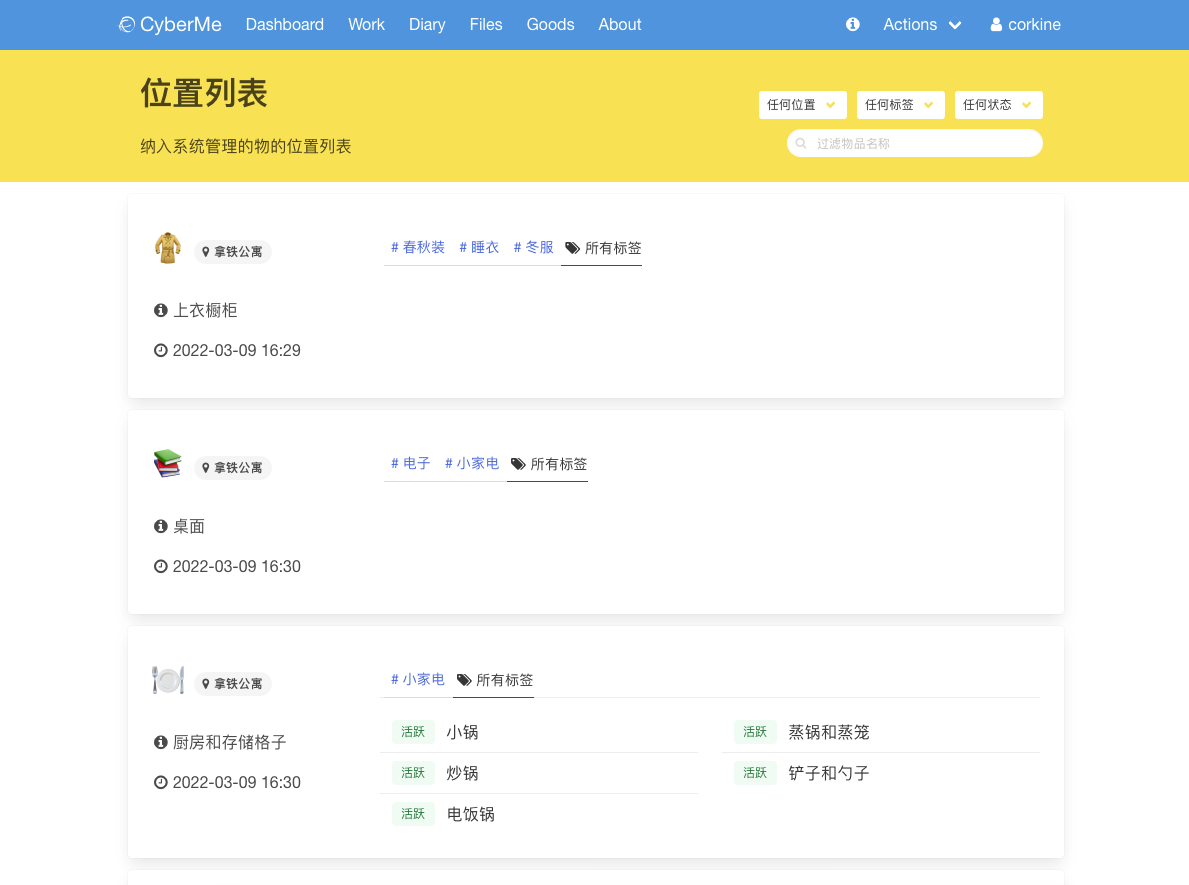 CyberMe Dashboard Work Diary Files Goods About Actions corkine
位置列表
纳入系统管理的物的位置列表
任何位置 任何标签 任何状态
过滤物品名称
拿铁公寓
# 春秋装 # 睡衣 # 冬服 所有标签
上衣橱柜
2022-03-09 16:29
拿铁公寓
# 电子 # 小家电 所有标签
桌面
2022-03-09 16:30
拿铁公寓
# 小家电 所有标签
厨房和存储格子
2022-03-09 16:30
活跃 小锅
活跃 蒸锅和蒸笼
活跃 炒锅
活跃 铲子和勺子
活跃 电饭锅